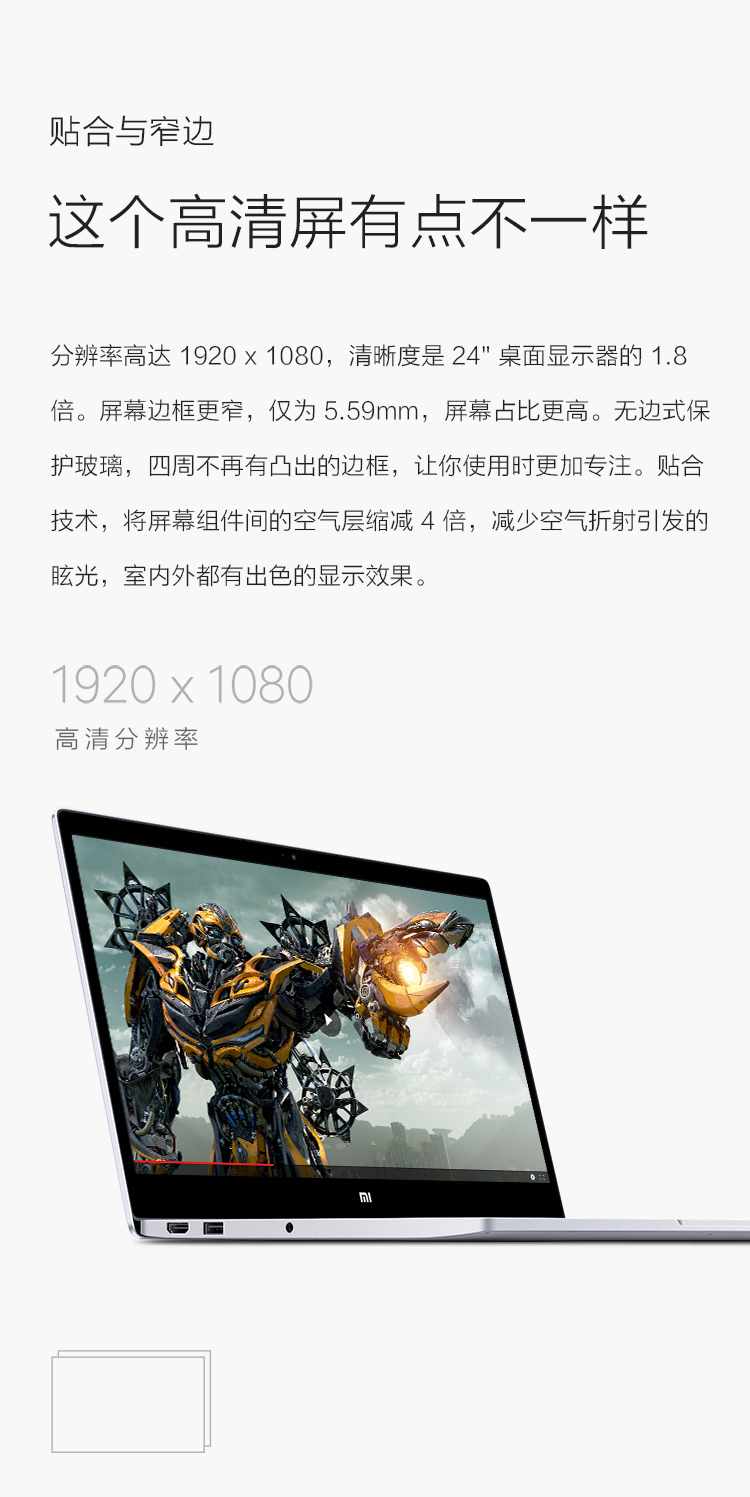 贴合与窄边
这个高清屏有点不一样
分辨率高达 1920 x 1080，清晰度是 24" 桌面显示器的 1.8
倍。屏幕边框更窄，仅为 5.59mm，屏幕占比更高。无边式保
护玻璃，四周不再有凸出的边框，让你使用时更加专注。贴合
技术，将屏幕组件间的空气层缩减 4 倍，减少空气折射引发的
眩光，室内外都有出色的显示效果。
1920 x 1080
高清分辨率
mi